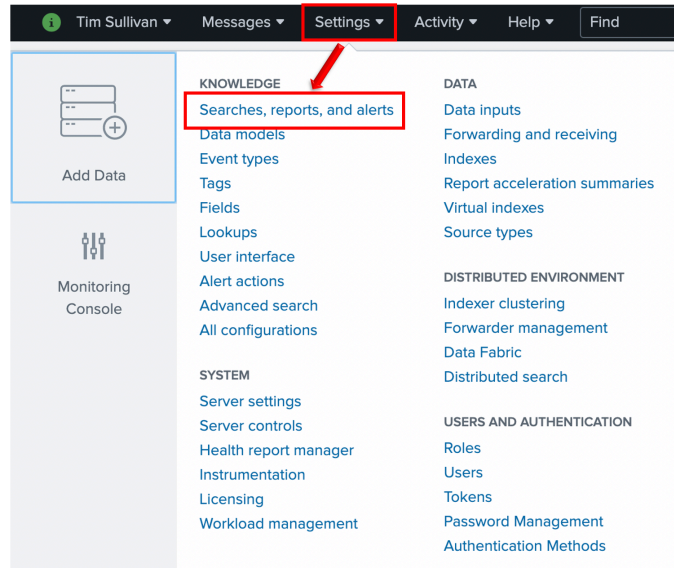 i Tim Sullivan ▾ Messages ▾ Settings ▾ Activity ▾ Help ▾ Find
Add Data
Monitoring
Console
KNOWLEDGE
Searches, reports, and alerts
Data models
Event types
Tags
Fields
Lookups
User interface
Alert actions
Advanced search
All configurations
SYSTEM
Server settings
Server controls
Health report manager
Instrumentation
Licensing
Workload management
DATA
Data inputs
Forwarding and receiving
Indexes
Report acceleration summaries
Virtual indexes
Source types
DISTRIBUTED ENVIRONMENT
Indexer clustering
Forwarder management
Data Fabric
Distributed search
USERS AND AUTHENTICATION
Roles
Users
Tokens
Password Management
Authentication Methods